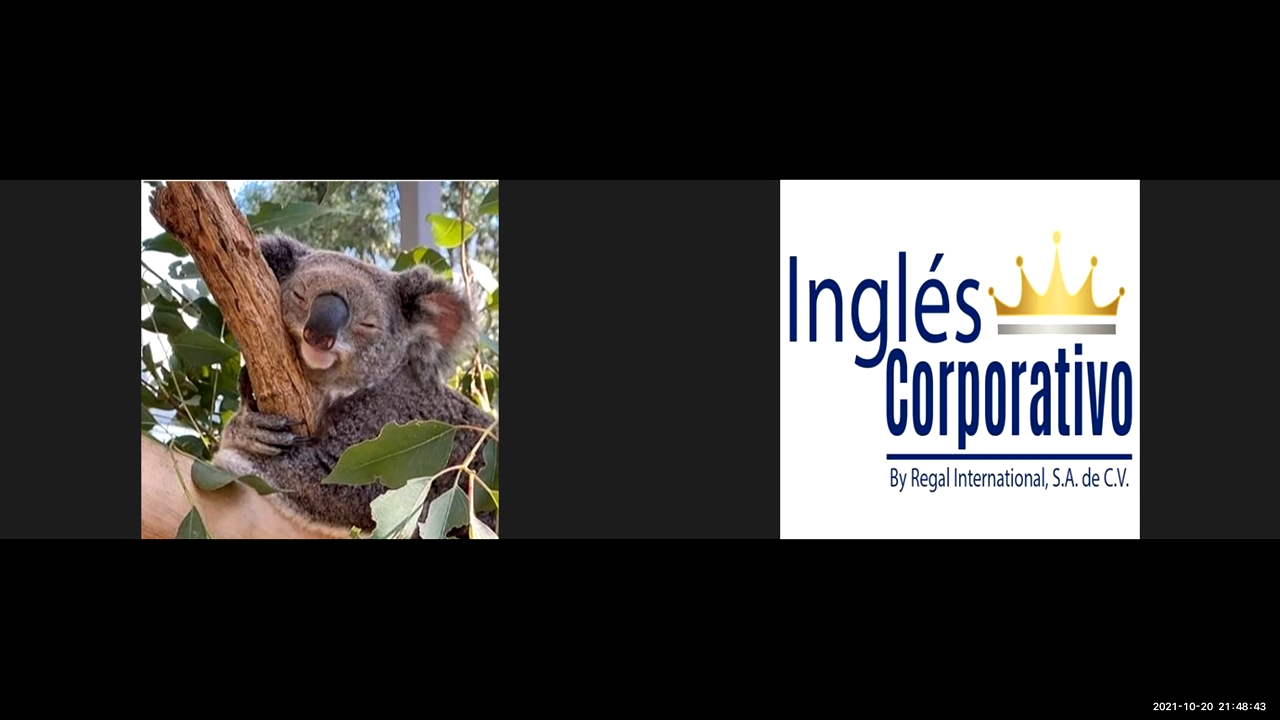 Inglés
Corporativo
By Regal International, S.A. de C.V.
2021-10-20 21:48:43